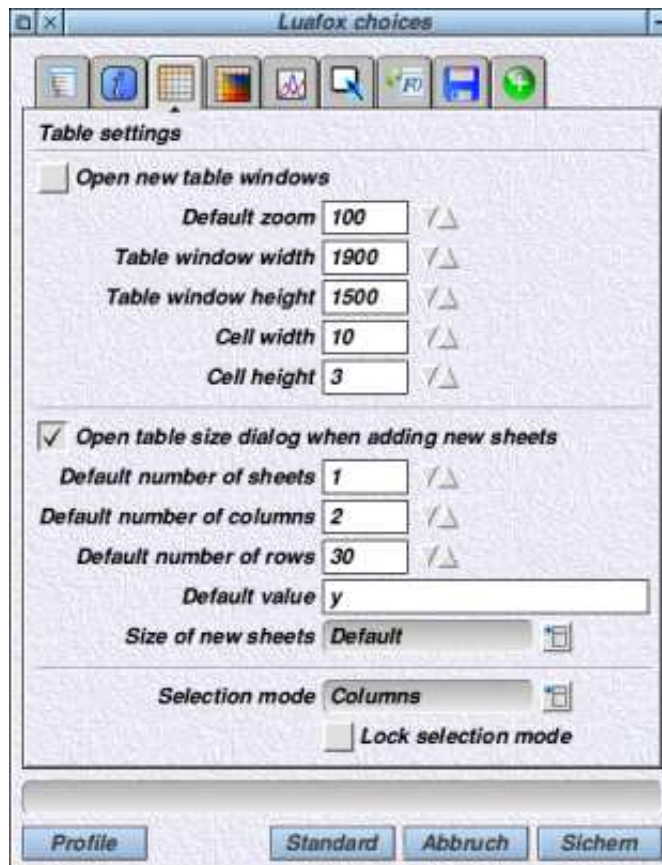 Luafox choices
Table settings
Open new table windows
Default zoom 100
Table window width 1900
Table window height 1500
Cell width 10
Cell height 3
Open table size dialog when adding new sheets
Default number of sheets 1
Default number of columns 2
Default number of rows 30
Default value y
Size of new sheets Default
Selection mode Columns
Lock selection mode
Profile Standard Abbruch Sichern